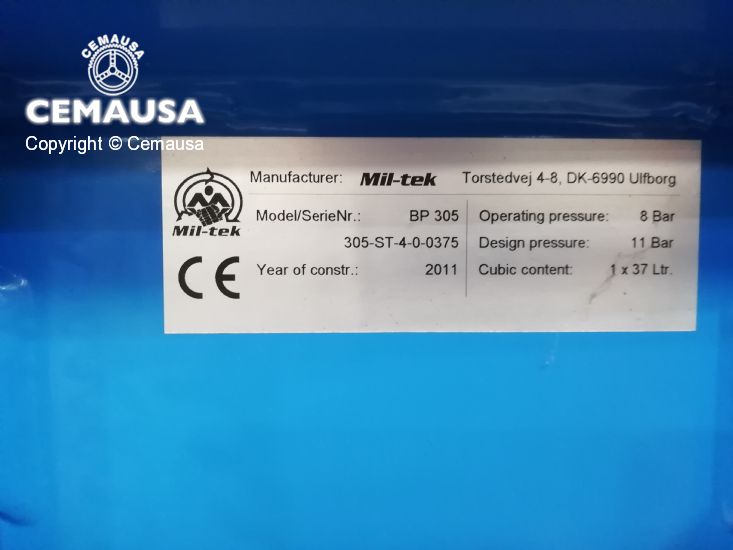 CEMAUSA
CEMAUSA
Copyright © Cemausa
Manufacturer: Mil-tek Torstedvej 4-8, DK-6990 Ulfborg
Mil-tek
Model/SerieNr.: BP 305 Operating pressure: 8 Bar
305-ST-4-0-0375 Design pressure: 11 Bar
CE
Year of constr.: 2011 Cubic content: 1 x 37 Ltr.